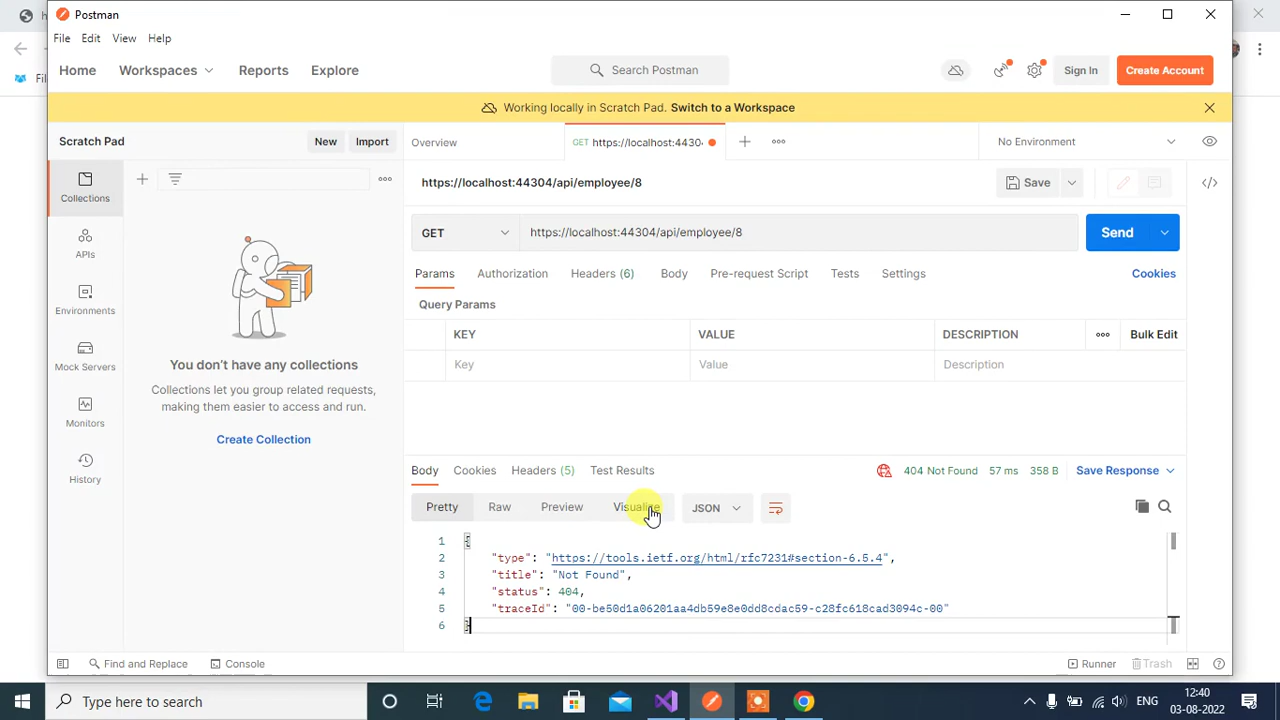 Postman
File Edit View Help
Home Workspaces Reports Explore Search Postman Sign In Create Account
Working locally in Scratch Pad. Switch to a Workspace
Scratch Pad New Import Overview GET https://localhost:44304 No Environment
Collections
https://localhost:44304/api/employee/8 Save
GET https://localhost:44304/api/employee/8 Send
APIs
Params Authorization Headers (6) Body Pre-request Script Tests Settings Cookies
Environments
Query Params
KEY VALUE DESCRIPTION Bulk Edit
Mock Servers
Key Value Description
You don't have any collections
Collections let you group related requests,
making them easier to access and run.
Monitors
Create Collection
History
Body Cookies Headers (5) Test Results 404 Not Found 57 ms 358 B Save Response
Pretty Raw Preview Visualize JSON
1 {
2 "type": "https://tools.ietf.org/html/rfc7231#section-6.5.4",
3 "title": "Not Found",
4 "status": 404,
5 "traceId": "00-be50d1a06201aa4db59e8e0dd8cdac59-c28fc618cad3094c-00"
6 }
Find and Replace Console Runner Trash
Type here to search ENG 12:40
03-08-2022